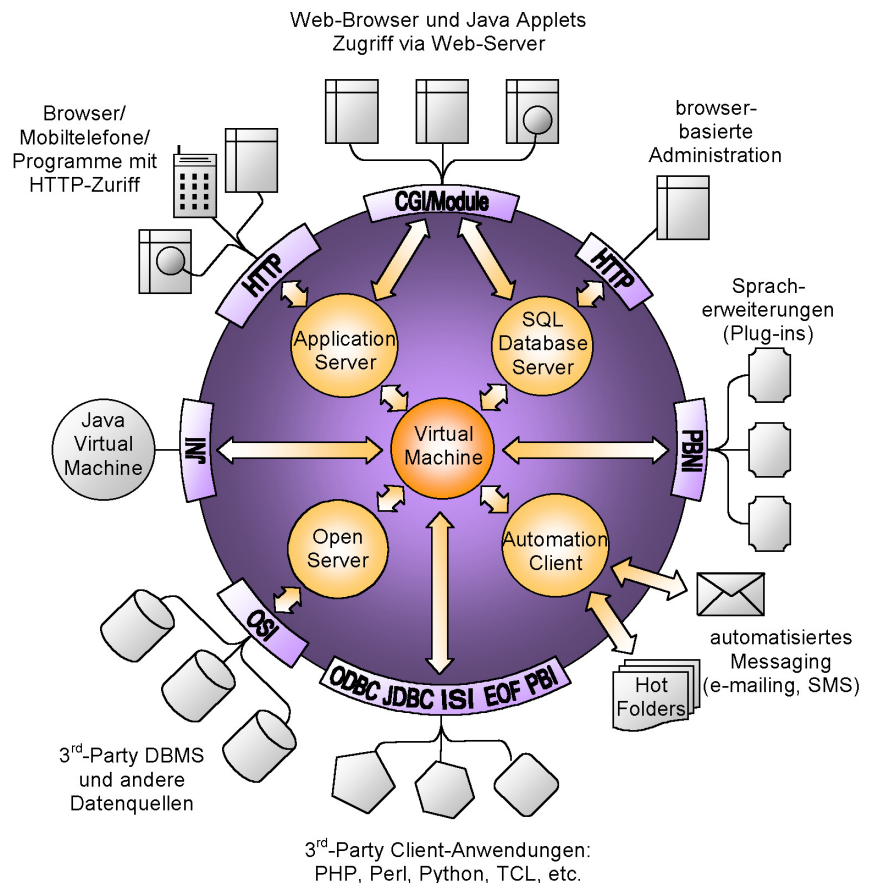 Web-Browser und Java Applets
Zugriff via Web-Server
Browser/
Mobiltelefone/
Programme mit
HTTP-Zuriff
browser-
basierte
Administration
CGI/Module
HTTP
HTTP
Sprach-
erweiterungen
(Plug-ins)
Application
Server
SQL
Database
Server
Java
Virtual
Machine
JNI
Virtual
Machine
PBNI
Open
Server
Automation
Client
OSI
ODBC JDBC ISI EOF PBI
automatisiertes
Messaging
(e-mailing, SMS)
Hot
Folders
3rd-Party DBMS
und andere
Datenquellen
3rd-Party Client-Anwendungen:
PHP, Perl, Python, TCL, etc.